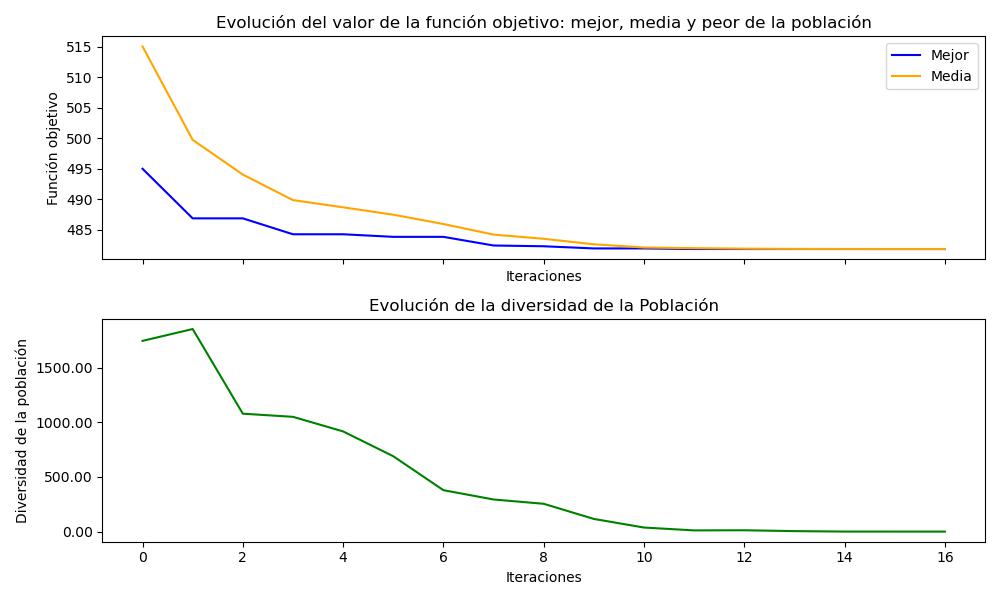 Evolución del valor de la función objetivo: mejor, media y peor de la población
515
510
505
500
495
490
485
Función objetivo
Mejor
Media
Iteraciones
Evolución de la diversidad de la Población
1500.00
1000.00
500.00
0.00
Diversidad de la población
0 2 4 6 8 10 12 14 16
Iteraciones